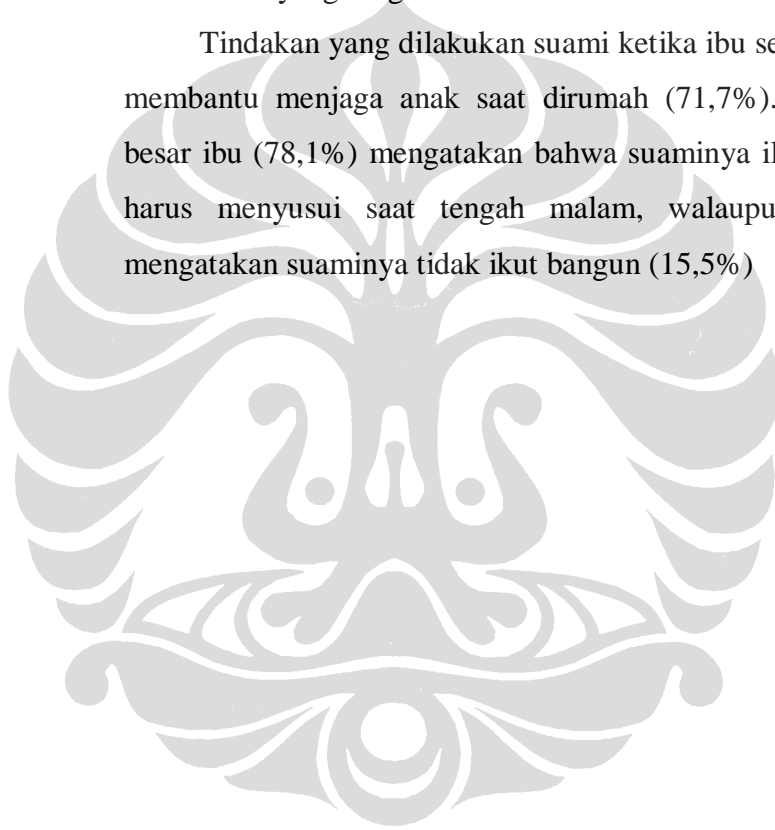 Tindakan yang dilakukan suami ketika ibu
membantu menjaga anak saat dirumah (71,7%).
besar ibu (78,1%) mengatakan bahwa suaminya
harus menyusui saat tengah malam,
mengatakan suaminya tidak ikut bangun (15,5%)